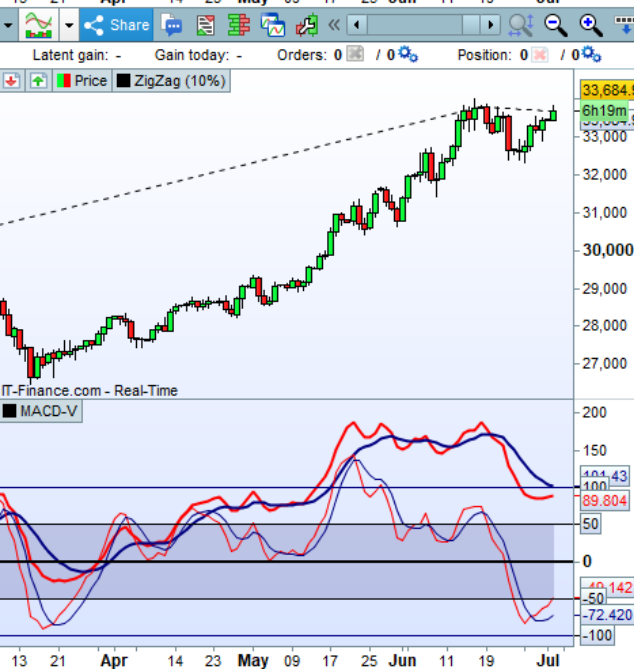 Share
Latent gain: - Gain today: - Orders: 0 / 0 Position: 0 / 0
Price ZigZag (10%)
33,684.9
6h19m
33,000
32,000
31,000
30,000
29,000
28,000
27,000
IT-Finance.com - Real-Time
MACD-V
200
150
101.43
100
89.804
50
0
-49.142
-50
-72.420
-100
13 21 Apr 14 23 May 09 17 25 Jun 11 19 Jul